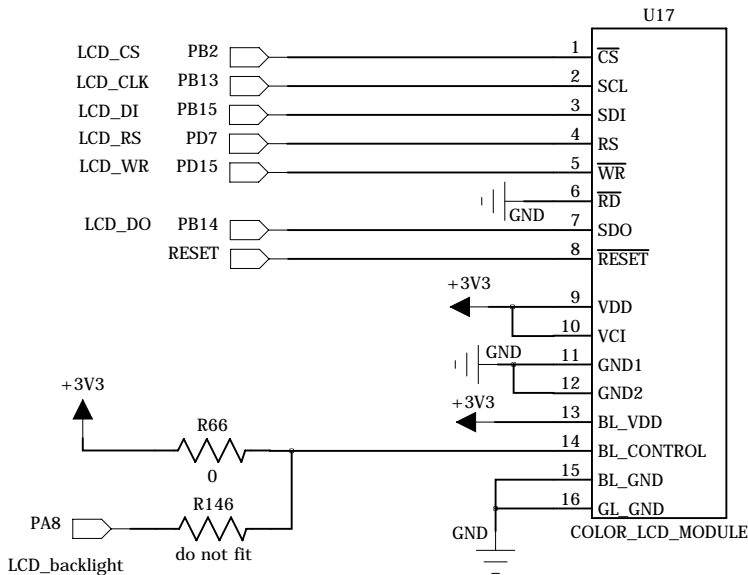 U17
LCD_CS PB2 1 CS
LCD_CLK PB13 2 SCL
LCD_DI PB15 3 SDI
LCD_RS PD7 4 RS
LCD_WR PD15 5 WR
6 RD
GND
LCD_DO PB14 7 SDO
RESET 8 RESET
+3V3
9 VDD
10 VCI
GND 11 GND1
12 GND2
+3V3
+3V3 13 BL_VDD
R66
14 BL_CONTROL
0
15 BL_GND
R146
16 GL_GND
PA8
GND
COLOR_LCD_MODULE
do not fit
LCD_backlight